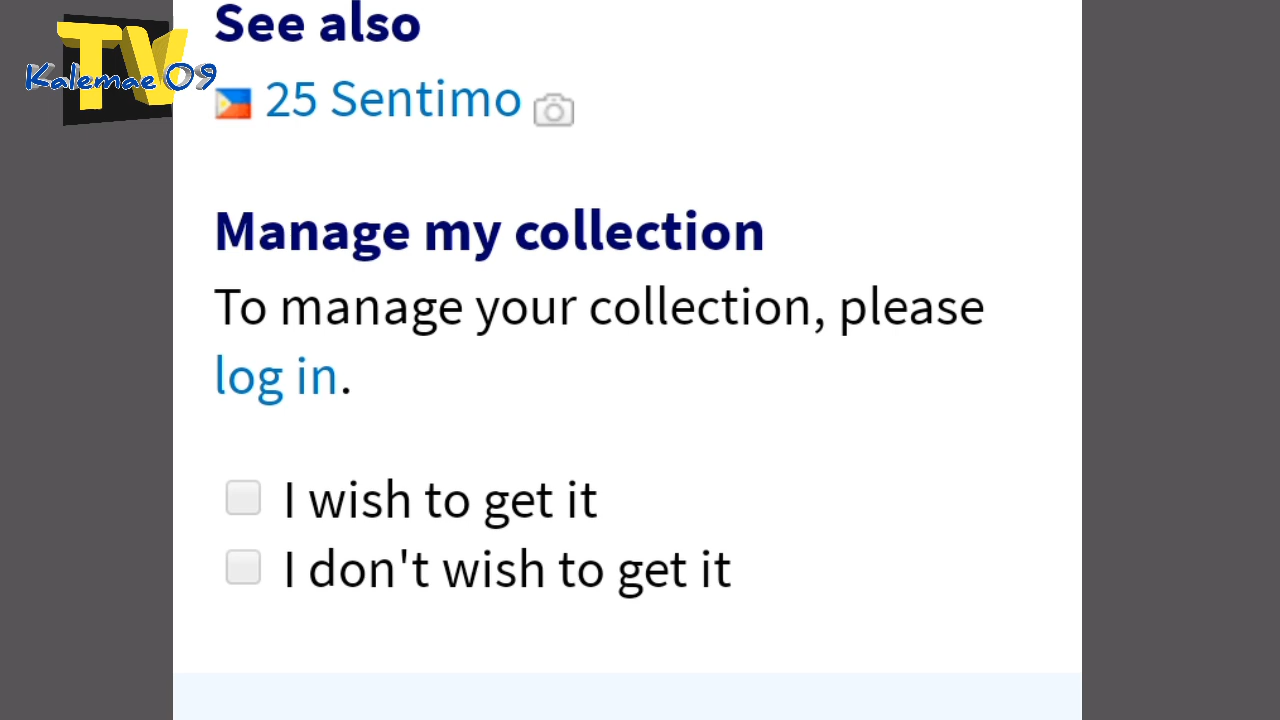 TV
Kalemae 09
See also
25 Sentimo
Manage my collection
To manage your collection, please
log in.
I wish to get it
I don't wish to get it